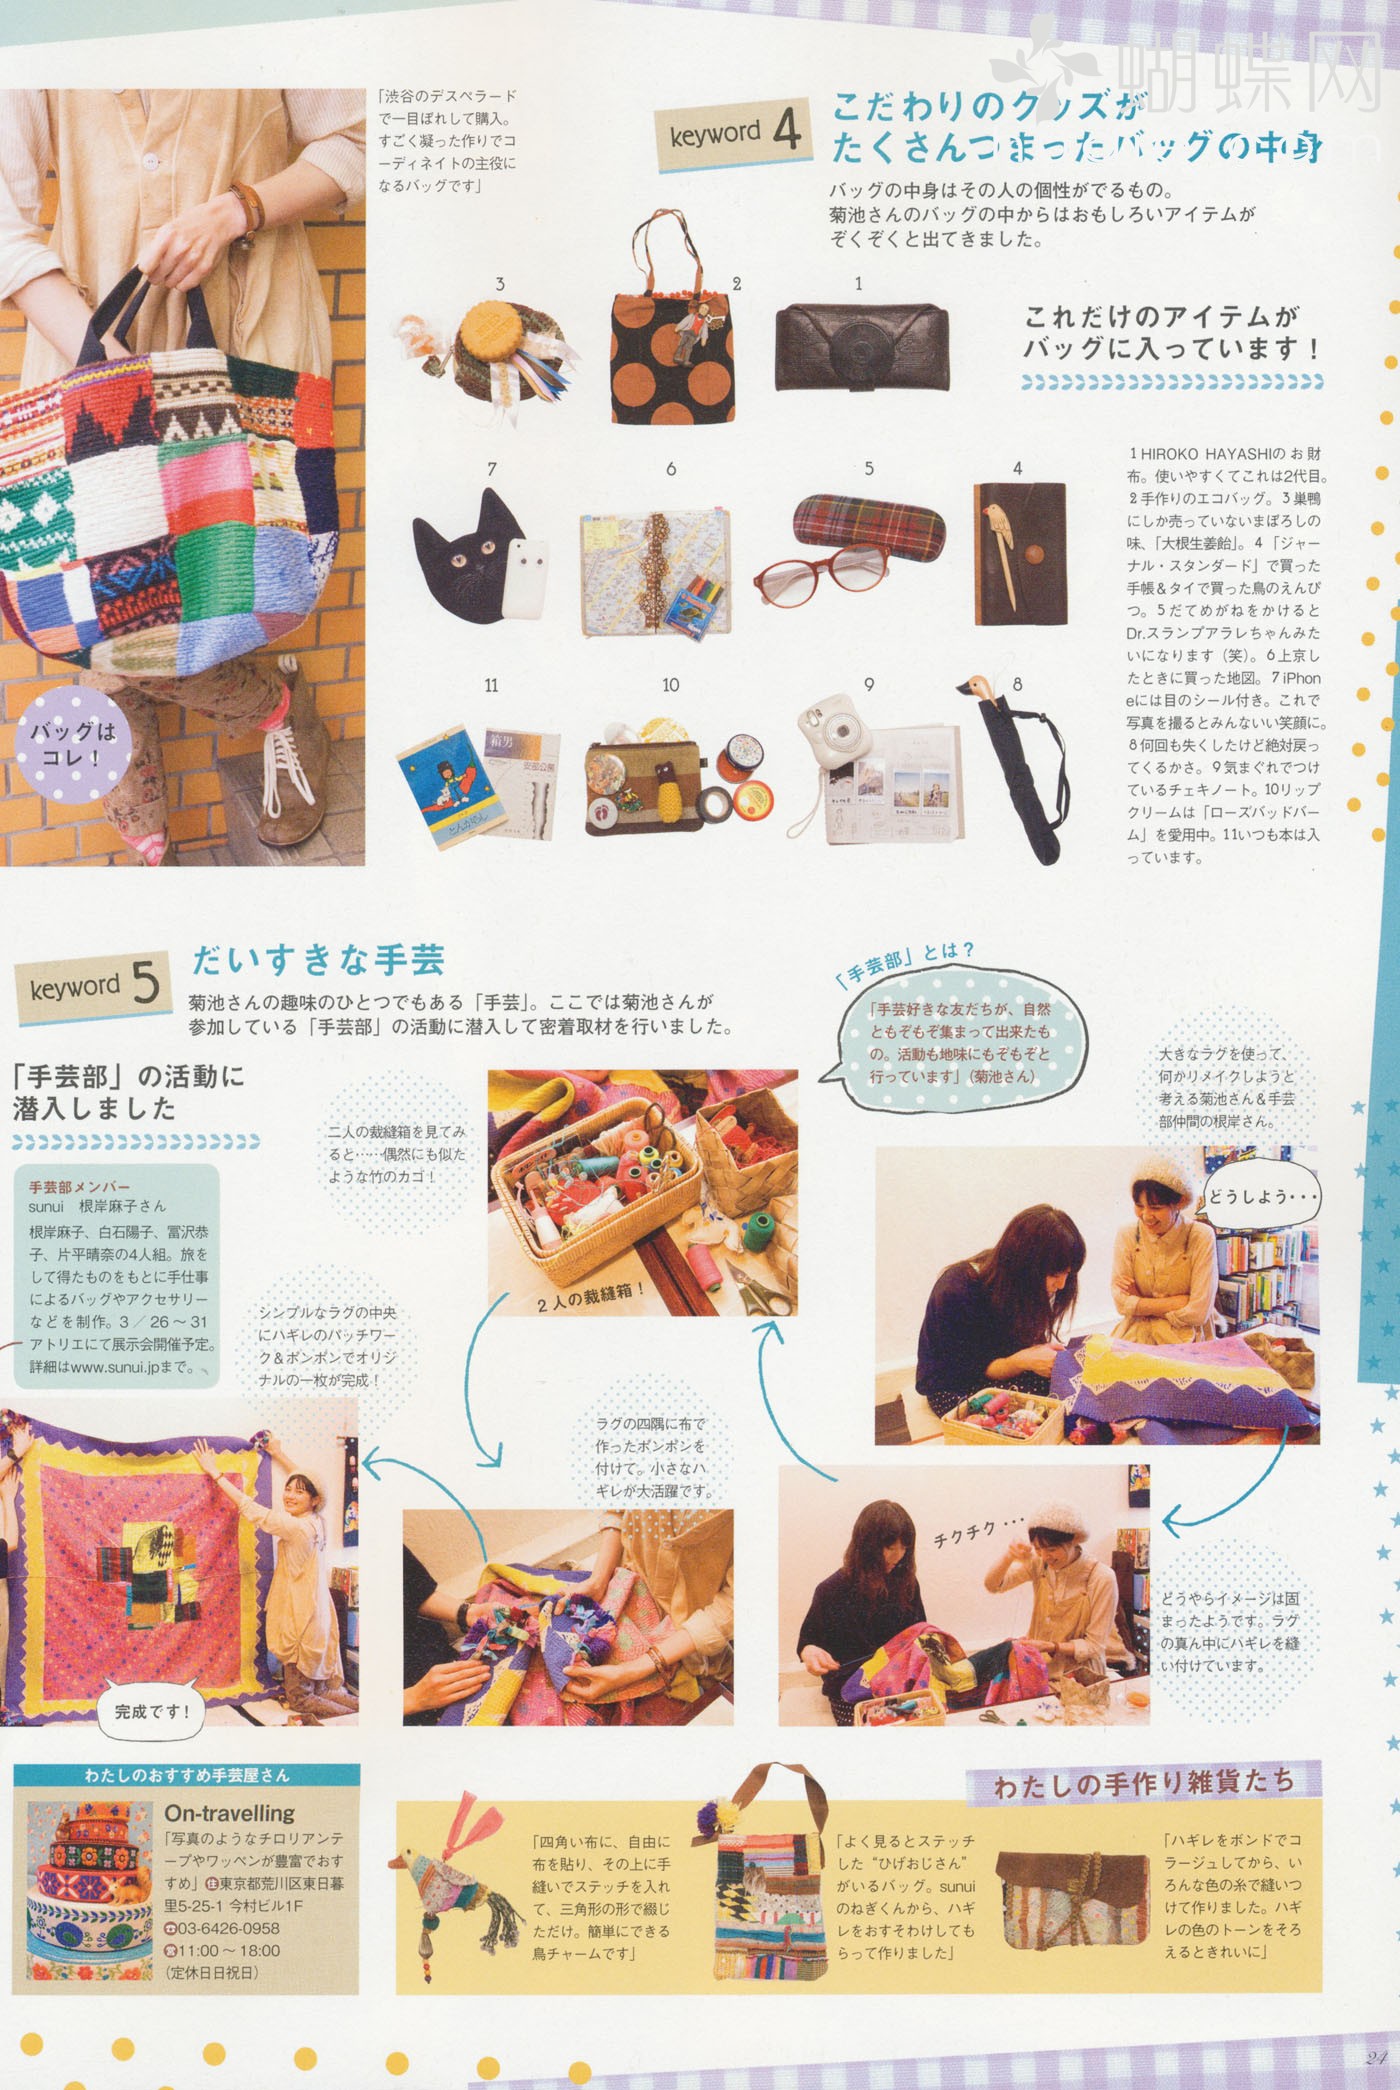 蝴蝶网
「渋谷のデスペラード
で一目ぼれして購入。
すごく凝った作りでコ
ーディネイトの主役に
なるバッグです」
バッグは
コレ！
keyword 4
こだわりのグッズが
たくさんつまったバッグの中身
バッグの中身はその人の個性がでるもの。
菊池さんのバッグの中からはおもしろいアイテムが
ぞくぞくと出てきました。
これだけのアイテムが
バッグに入っています！
3
2
1
7
6
5
4
11
10
9
8
箱男
安部公房
1 HIROKO HAYASHIのお財
布。使いやすくてこれは2代目。
2 手作りのエコバッグ。3 巣鴨
にしか売っていないまぼろしの
味、「大根生姜飴」。4 「ジャー
ナル・スタンダード」で買った
手帳＆タイで買った鳥のえんぴ
つ。5 だてめがねをかけると
Dr.スランプアラレちゃんみた
いになります（笑）。6 上京し
たときに買った地図。7 iPhon
eには目のシール付き。これで
写真を撮るとみんないい笑顔に。
8 何回も失くしたけど絶対戻っ
てくるかさ。9 気まぐれでつけ
ているチェキノート。10リップ
クリームは「ローズバッドバー
ム」を愛用中。11いつも本は入
っています。
keyword 5
だいすきな手芸
菊池さんの趣味のひとつでもある「手芸」。ここでは菊池さんが
参加している「手芸部」の活動に潜入して密着取材を行いました。
「手芸部」とは？
「手芸好きな友だちが、自然
ともぞもぞ集まって出来たも
の。活動も地味にもぞもぞと
行っています」（菊池さん）
「手芸部」の活動に
潜入しました
手芸部メンバー
sunui　根岸麻子さん
根岸麻子、白石陽子、冨沢恭
子、片平晴奈の4人組。旅を
して得たものをもとに手仕事
によるバッグやアクセサリー
などを制作。3／26～31
アトリエにて展示会開催予定。
詳細はwww.sunui.jpまで。
大きなラグを使って、
何かリメイクしようと
考える菊池さん＆手芸
部仲間の根岸さん。
どうしよう・・・
どうやらイメージは固
まったようです。ラグ
の真ん中にハギレを縫
い付けています。
チクチク・・・
二人の裁縫箱を見てみ
ると……偶然にも似た
ような竹のカゴ！
2人の裁縫箱！
ラグの四隅に布で
作ったポンポンを
付けて。小さなハ
ギレが大活躍です。
シンプルなラグの中央
にハギレのパッチワー
ク＆ポンポンでオリジ
ナルの一枚が完成！
完成です！
わたしのおすすめ手芸屋さん
On-travelling
「写真のようなチロリアンテ
ープやワッペンが豊富でおす
すめ」㊟東京都荒川区東日暮
里5-25-1 今村ビル1F
☎03-6426-0958
営11:00～18:00
（定休日日祝日）
わたしの手作り雑貨たち
「四角い布に、自由に
布を貼り、その上に手
縫いでステッチを入れ
て、三角形の形で綴じ
ただけ。簡単にできる
鳥チャームです」
「よく見るとステッチ
した“ひげおじさん”
がいるバッグ。sunui
のねぎくんから、ハギ
レをおすそわけしても
らって作りました」
「ハギレをボンドでコ
ラージュしてから、い
ろんな色の糸で縫いつ
けて作りました。ハギ
レの色のトーンをそろ
えるときれいに」
24